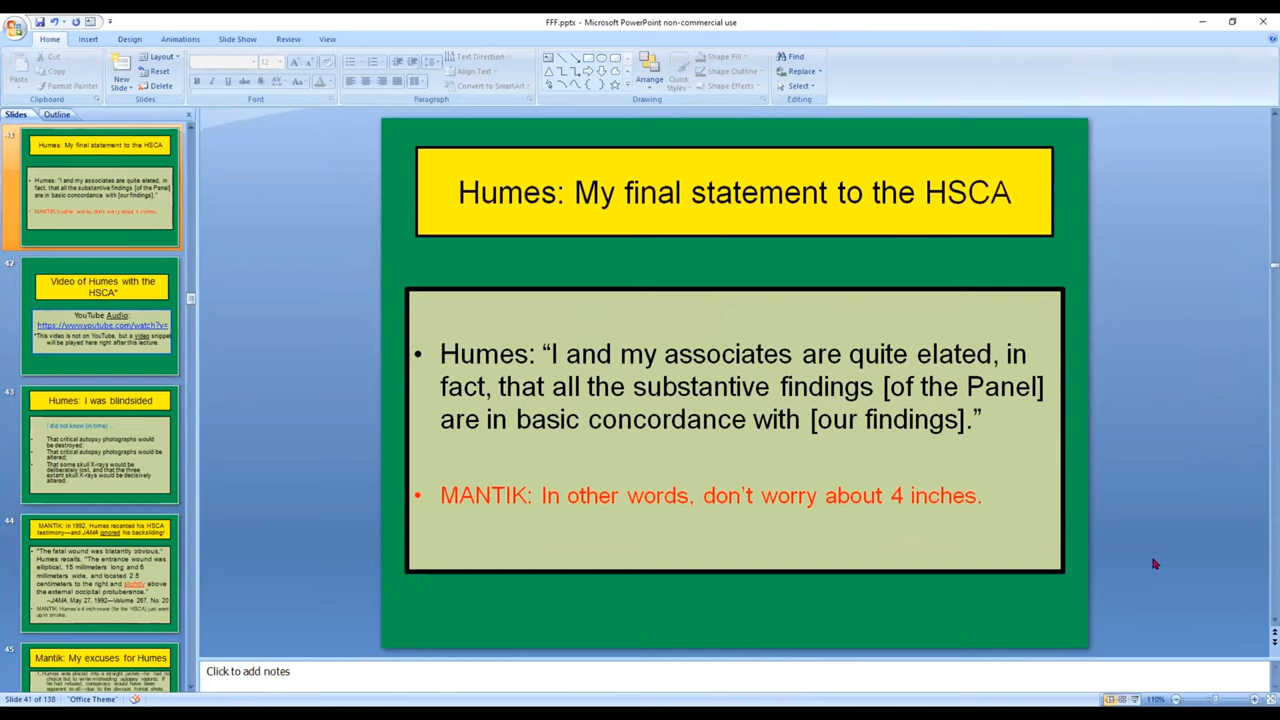 FFF.pptx - Microsoft PowerPoint non-commercial use
Home Insert Design Animations Slide Show Review View
Cut
Copy
Format Painter
Paste
Clipboard
New
Slide
Layout
Reset
Delete
Slides
12
B I U abe S AV Aa A
Font
Text Direction
Align Text
Convert to SmartArt
Paragraph
Arrange
Quick
Styles
Shape Fill
Shape Outline
Shape Effects
Drawing
Find
Replace
Select
Editing
Slides Outline
Humes: My final statement to the HSCA
• Humes: "I and my associates are quite elated, in
fact, that all the substantive findings [of the Panel]
are in basic concordance with [our findings]."
• MANTIK: In other words, don't worry about 4 inches.
42
Video of Humes with the
HSCA*
YouTube Audio:
https://www.youtube.com/watch?v=
*This video is not on YouTube, but a video snippet
will be played here right after this lecture.
43
Humes: I was blindsided
I did not know (in time)...
• That critical autopsy photographs would
be destroyed;
• That critical autopsy photographs would be
altered;
• That some skull X-rays would be
deliberately lost, and that the three
extant skull X-rays would be decisively
altered.
44
MANTIK: In 1992, Humes recanted his HSCA
testimony—and JAMA ignored his backsliding!
• "The fatal wound was blatantly obvious,"
Humes recalls. "The entrance wound was
elliptical, 15 millimeters long and 6
millimeters wide, and located 2.5
centimeters to the right and slightly above
the external occipital protuberance."
--JAMA, May 27, 1992—Volume 267, No. 20
• MANTIK: Humes's 4 inch move (for the HSCA) just went
up in smoke.
45
Mantik: My excuses for Humes
1. Humes was placed into a straight jacket—he had no
choice but to write misleading autopsy reports. If
he had refused, conspiracy would have been
apparent to all—due to the obvious frontal shots.
Humes: My final statement to the HSCA
• Humes: “I and my associates are quite elated, in
fact, that all the substantive findings [of the Panel]
are in basic concordance with [our findings].”
• MANTIK: In other words, don’t worry about 4 inches.
Click to add notes
Slide 41 of 138 "Office Theme" 110%